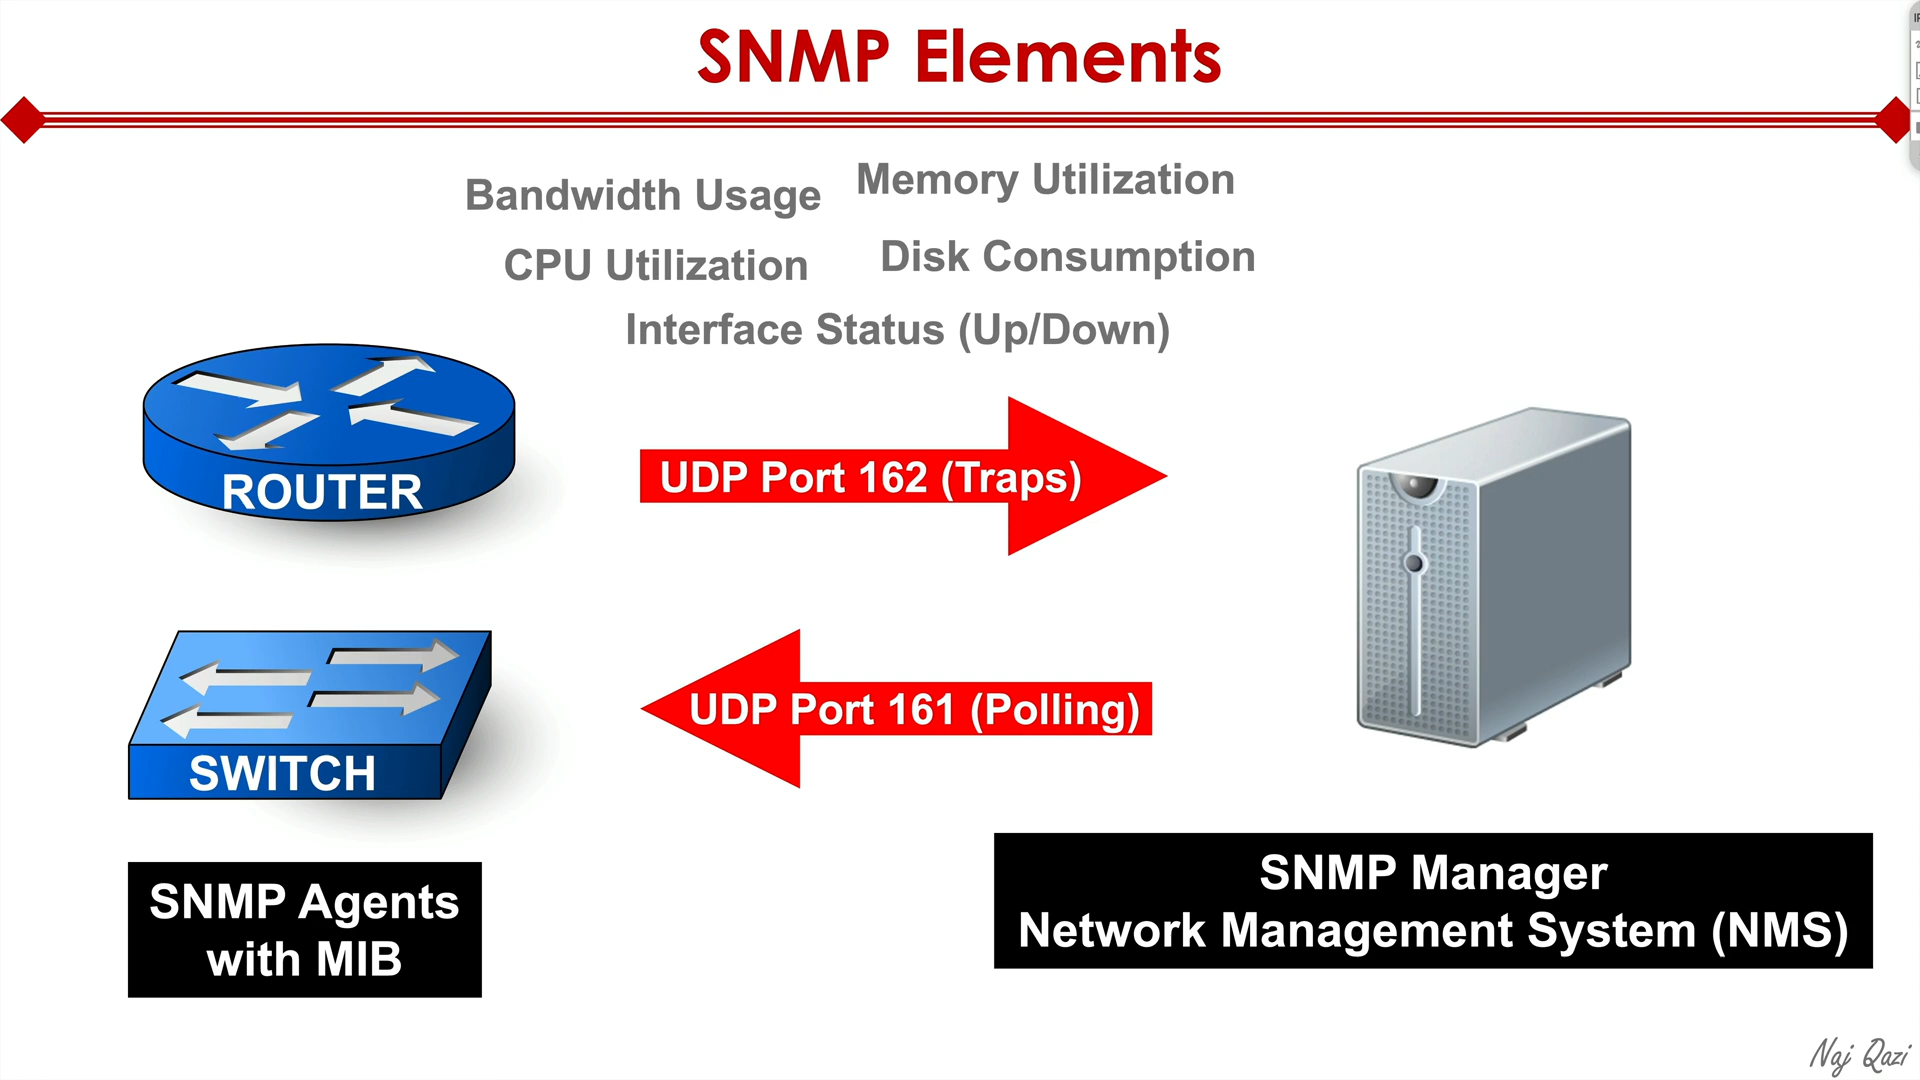 SNMP Elements
Bandwidth Usage
Memory Utilization
CPU Utilization
Disk Consumption
Interface Status (Up/Down)
ROUTER
UDP Port 162 (Traps)
UDP Port 161 (Polling)
SWITCH
SNMP Agents
with MIB
SNMP Manager
Network Management System (NMS)
Naj Qazi